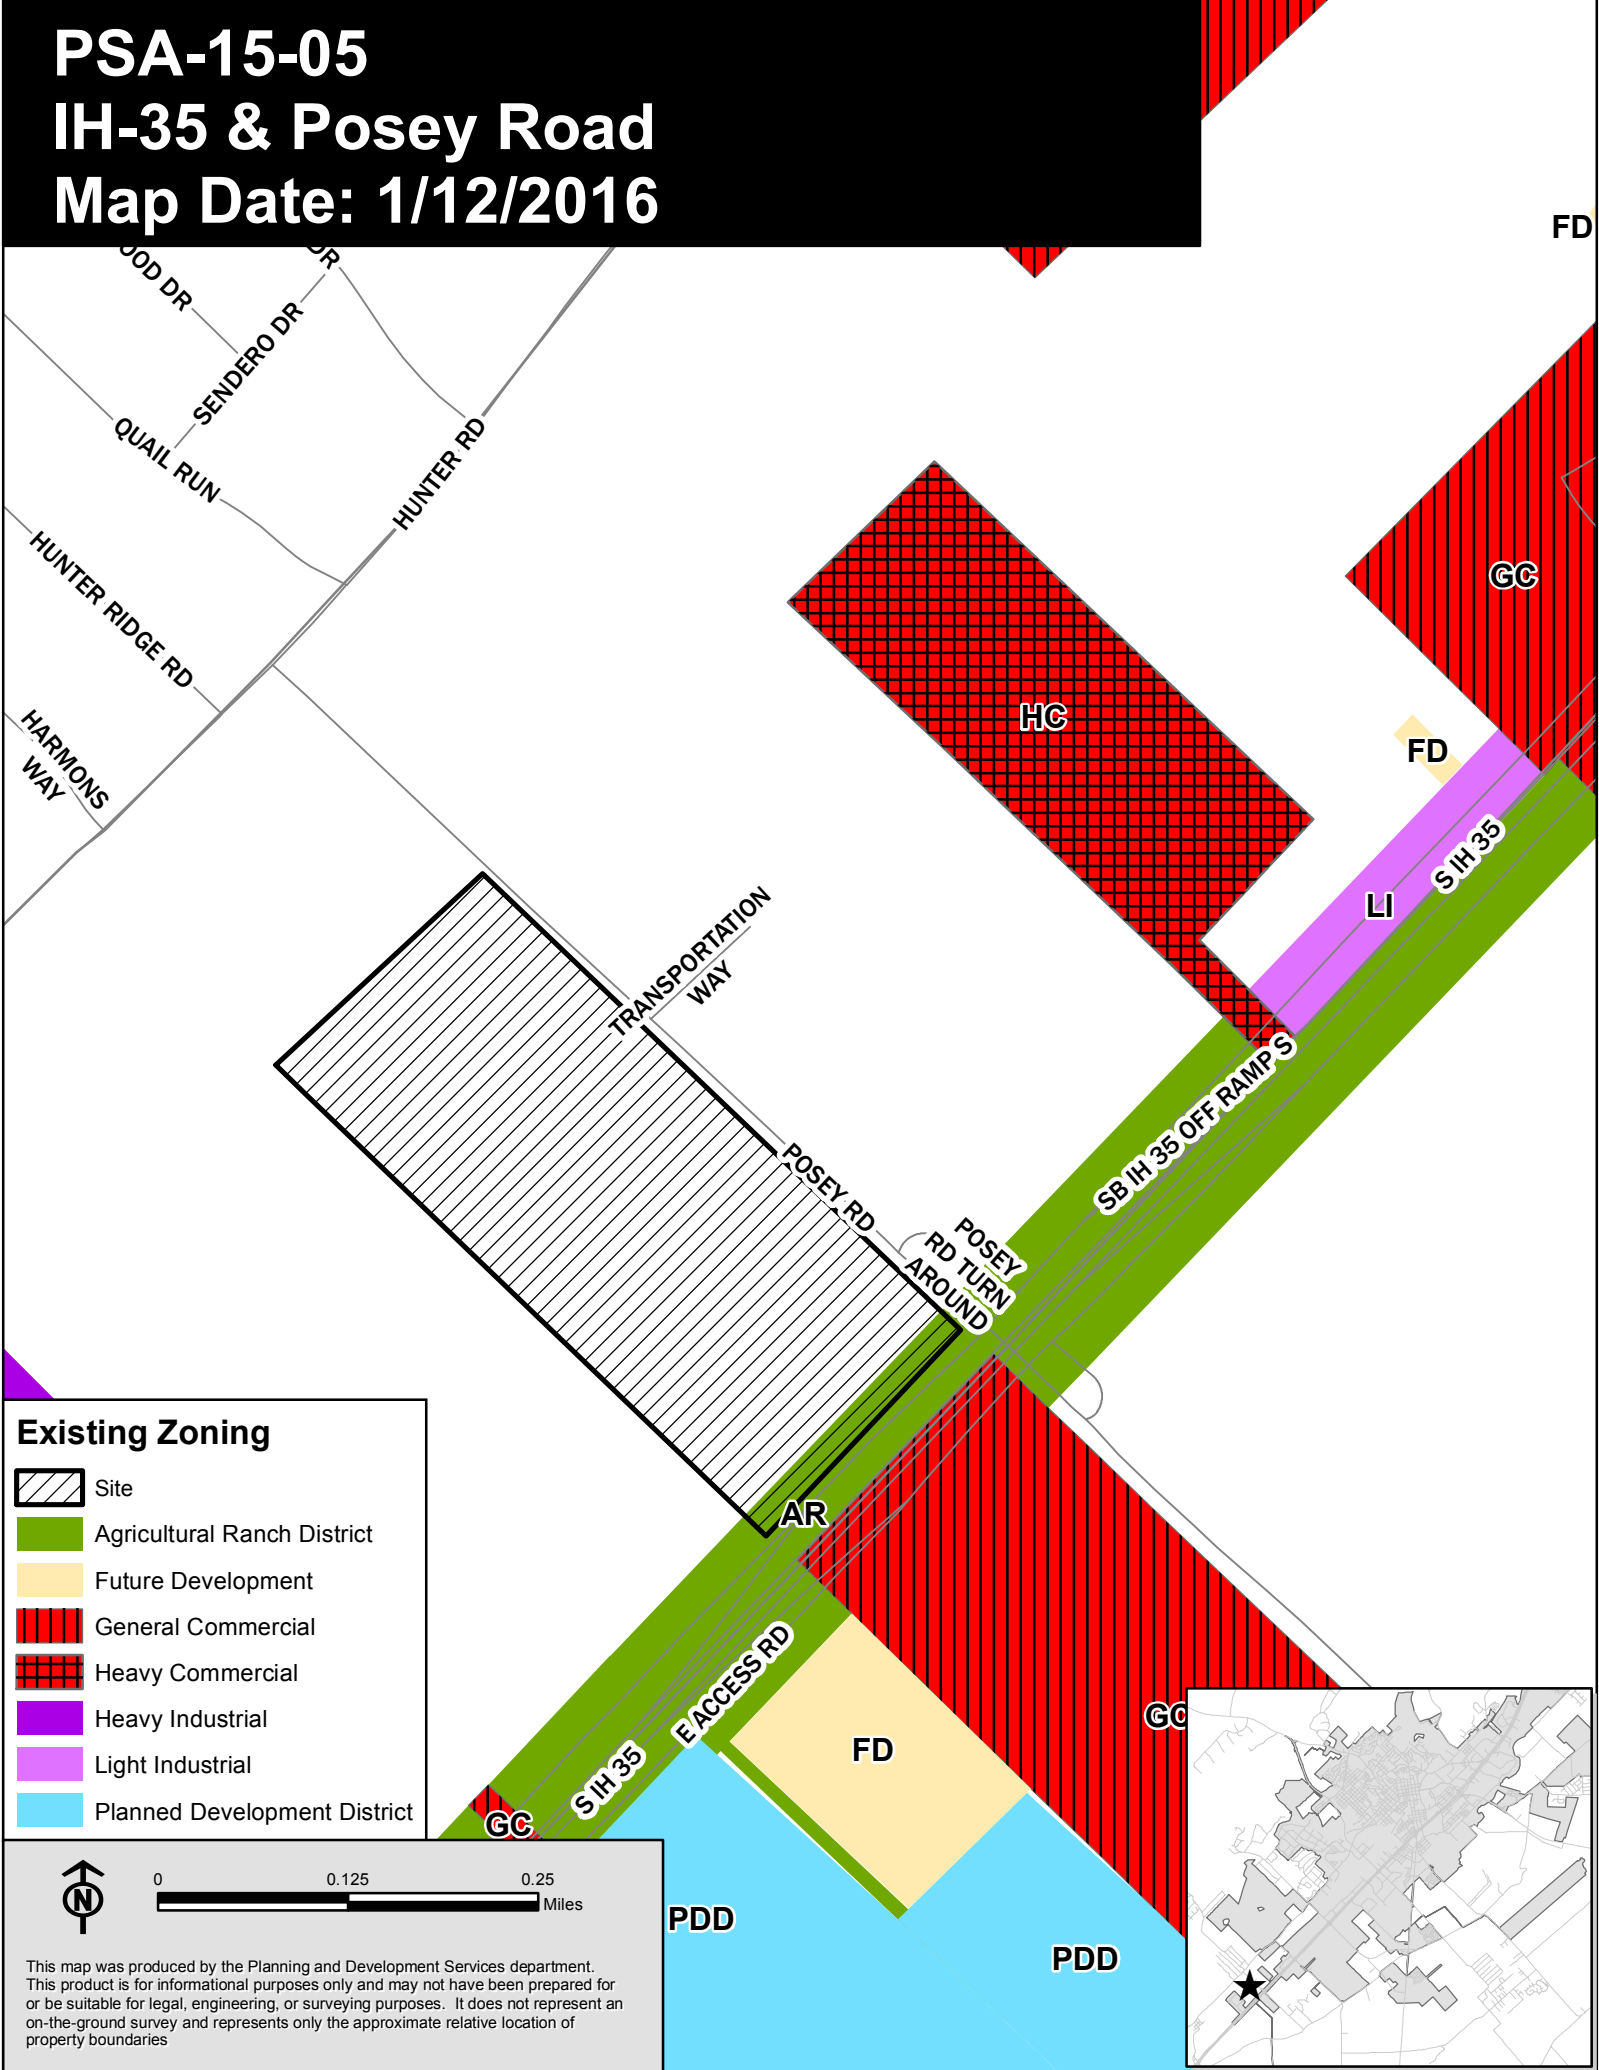 PSA-15-05
IH-35 & Posey Road
Map Date: 1/12/2016
FD
OOD DR
DR
SENDERO DR
QUAIL RUN
HUNTER RD
HUNTER RIDGE RD
HARMONS
WAY
GC
HC
FD
S IH 35
LI
TRANSPORTATION
WAY
SB IH 35 OFF RAMP S
POSEY RD
POSEY
RD TURN
AROUND
AR
E ACCESS RD
S IH 35
FD
GC
GC
PDD
PDD
Existing Zoning
Site
Agricultural Ranch District
Future Development
General Commercial
Heavy Commercial
Heavy Industrial
Light Industrial
Planned Development District
N
0 0.125 0.25
Miles
This map was produced by the Planning and Development Services department.
This product is for informational purposes only and may not have been prepared for
or be suitable for legal, engineering, or surveying purposes. It does not represent an
on-the-ground survey and represents only the approximate relative location of
property boundaries